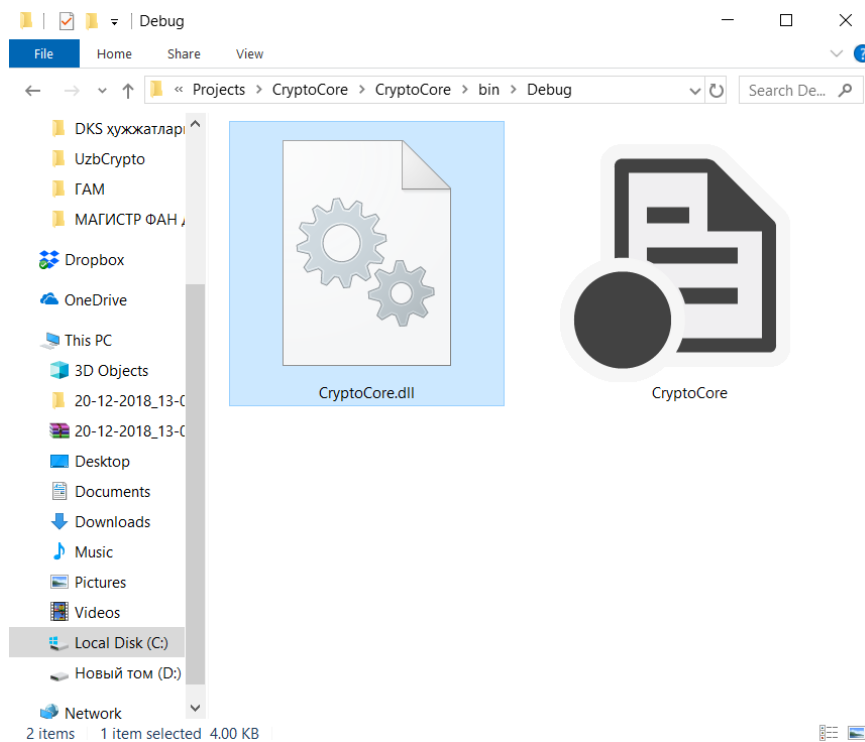 Debug
File Home Share View
« Projects > CryptoCore > CryptoCore > bin > Debug
Search De...
DKS ҳужжатлар
UzbCrypto
ГАМ
МАГИСТР ФАН
Dropbox
OneDrive
This PC
3D Objects
20-12-2018_13-0
20-12-2018_13-0
Desktop
Documents
Downloads
Music
Pictures
Videos
Local Disk (C:)
Новый том (D:)
Network
CryptoCore.dll
CryptoCore
2 items 1 item selected 4.00 KB